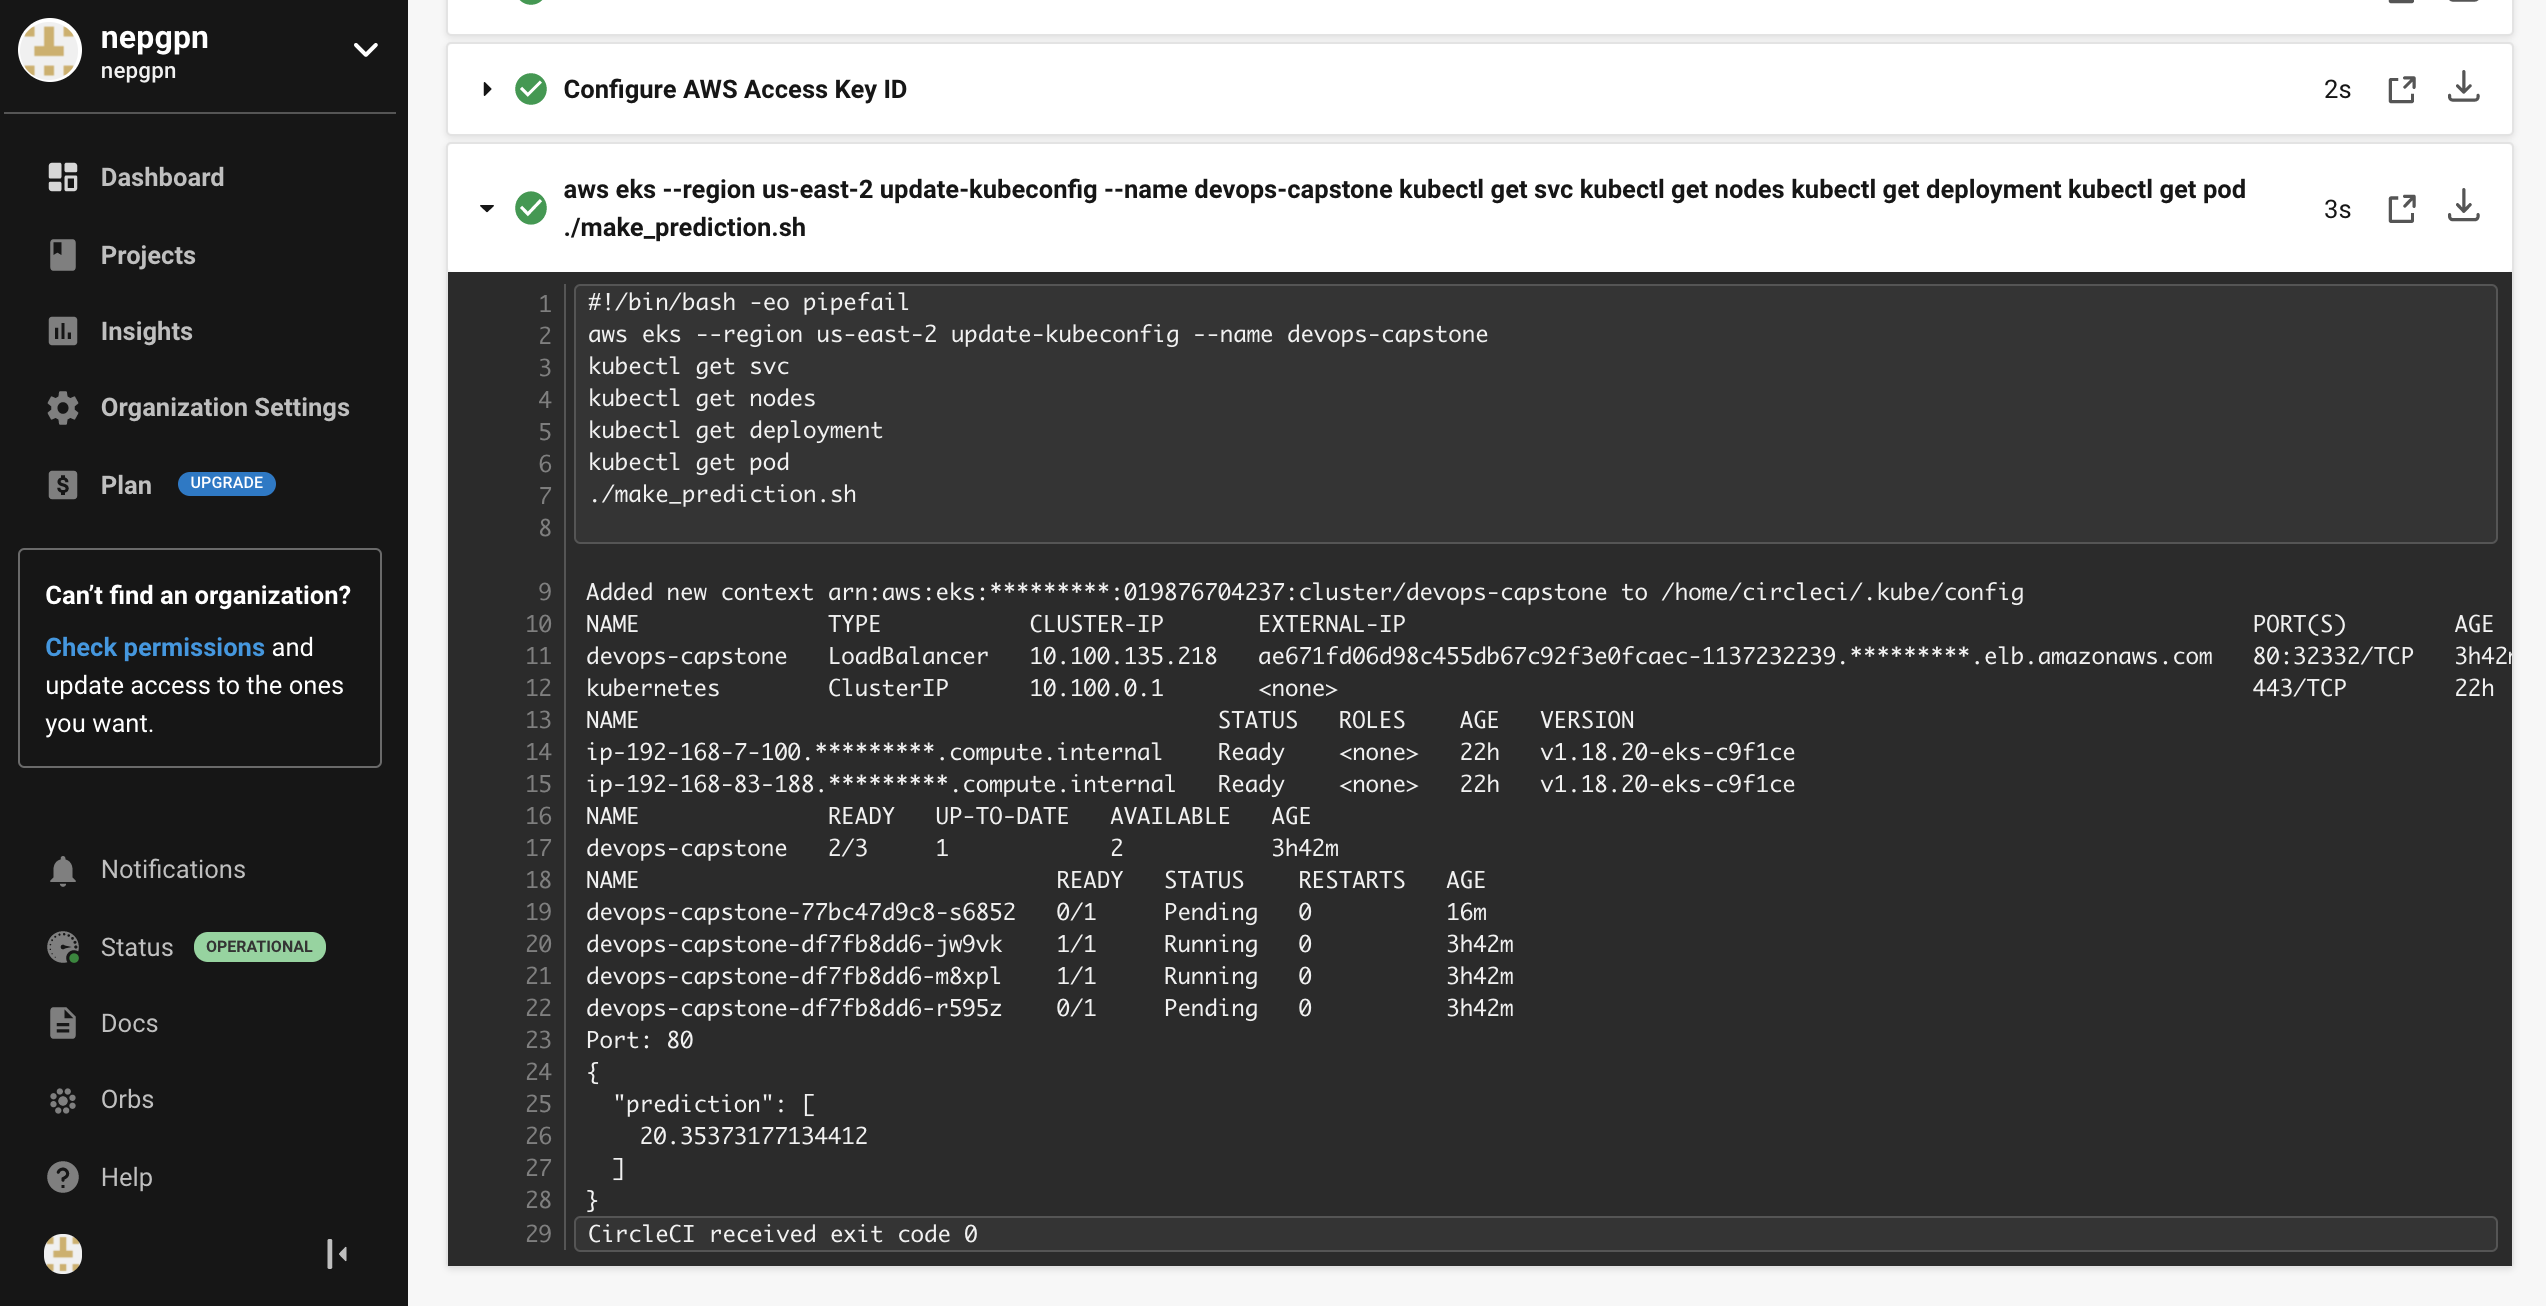 nepgpn
nepgpn
Dashboard
Projects
Insights
Organization Settings
Plan UPGRADE
Can't find an organization?
Check permissions and
update access to the ones
you want.
Notifications
Status OPERATIONAL
Docs
Orbs
Help
Configure AWS Access Key ID 2s
aws eks --region us-east-2 update-kubeconfig --name devops-capstone kubectl get svc kubectl get nodes kubectl get deployment kubectl get pod
./make_prediction.sh 3s
1 #!/bin/bash -eo pipefail
2 aws eks --region us-east-2 update-kubeconfig --name devops-capstone
3 kubectl get svc
4 kubectl get nodes
5 kubectl get deployment
6 kubectl get pod
7 ./make_prediction.sh
8
9 Added new context arn:aws:eks:*********:019876704237:cluster/devops-capstone to /home/circleci/.kube/config
10 NAME TYPE CLUSTER-IP EXTERNAL-IP PORT(S) AGE
11 devops-capstone LoadBalancer 10.100.135.218 ae671fd06d98c455db67c92f3e0fcaec-1137232239.*********.elb.amazonaws.com 80:32332/TCP 3h42m
12 kubernetes ClusterIP 10.100.0.1 <none> 443/TCP 22h
13 NAME STATUS ROLES AGE VERSION
14 ip-192-168-7-100.*********.compute.internal Ready <none> 22h v1.18.20-eks-c9f1ce
15 ip-192-168-83-188.*********.compute.internal Ready <none> 22h v1.18.20-eks-c9f1ce
16 NAME READY UP-TO-DATE AVAILABLE AGE
17 devops-capstone 2/3 1 2 3h42m
18 NAME READY STATUS RESTARTS AGE
19 devops-capstone-77bc47d9c8-s6852 0/1 Pending 0 16m
20 devops-capstone-df7fb8dd6-jw9vk 1/1 Running 0 3h42m
21 devops-capstone-df7fb8dd6-m8xpl 1/1 Running 0 3h42m
22 devops-capstone-df7fb8dd6-r595z 0/1 Pending 0 3h42m
23 Port: 80
24 {
25 "prediction": [
26 20.35373177134412
27 ]
28 }
29 CircleCI received exit code 0